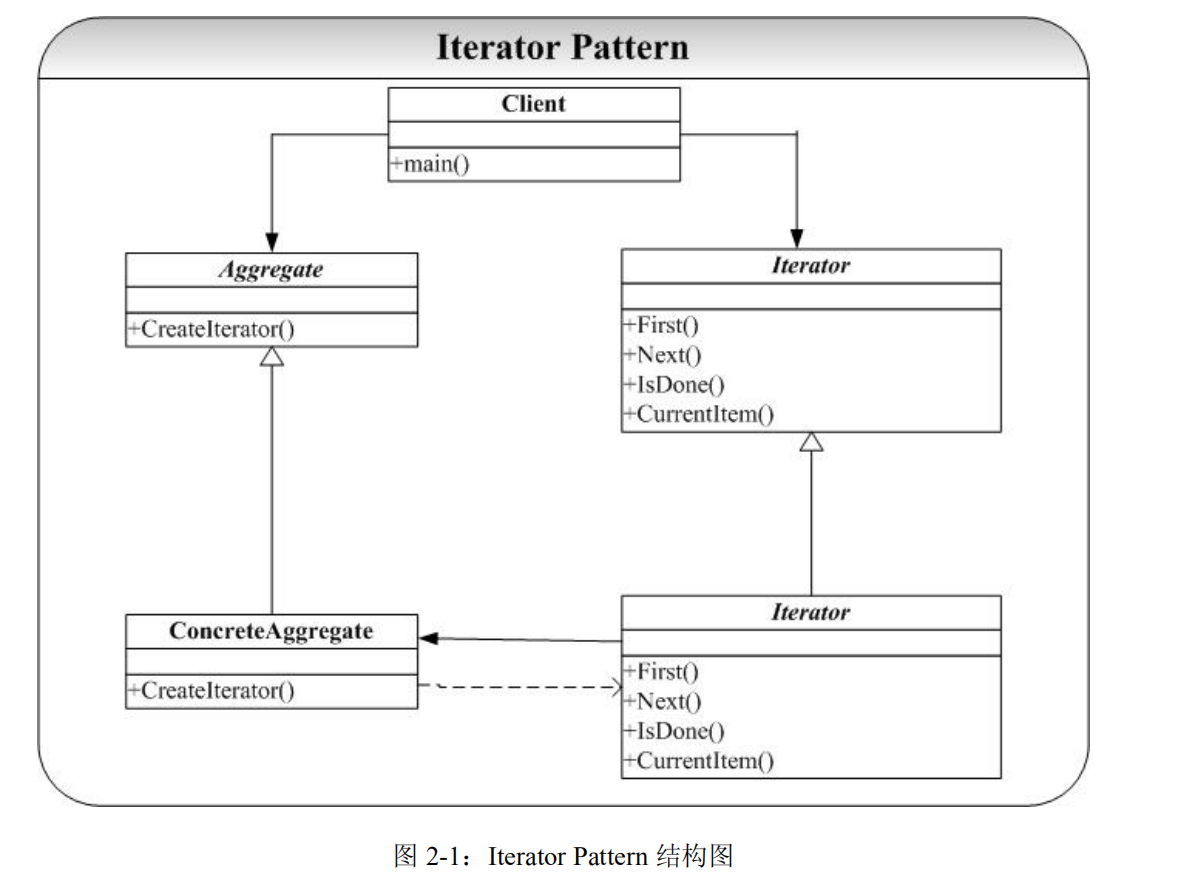 Iterator Pattern
Client
+main()
Aggregate
+CreateIterator()
Iterator
+First()
+Next()
+IsDone()
+CurrentItem()
ConcreteAggregate
+CreateIterator()
Iterator
+First()
+Next()
+IsDone()
+CurrentItem()
图 2-1：Iterator Pattern 结构图